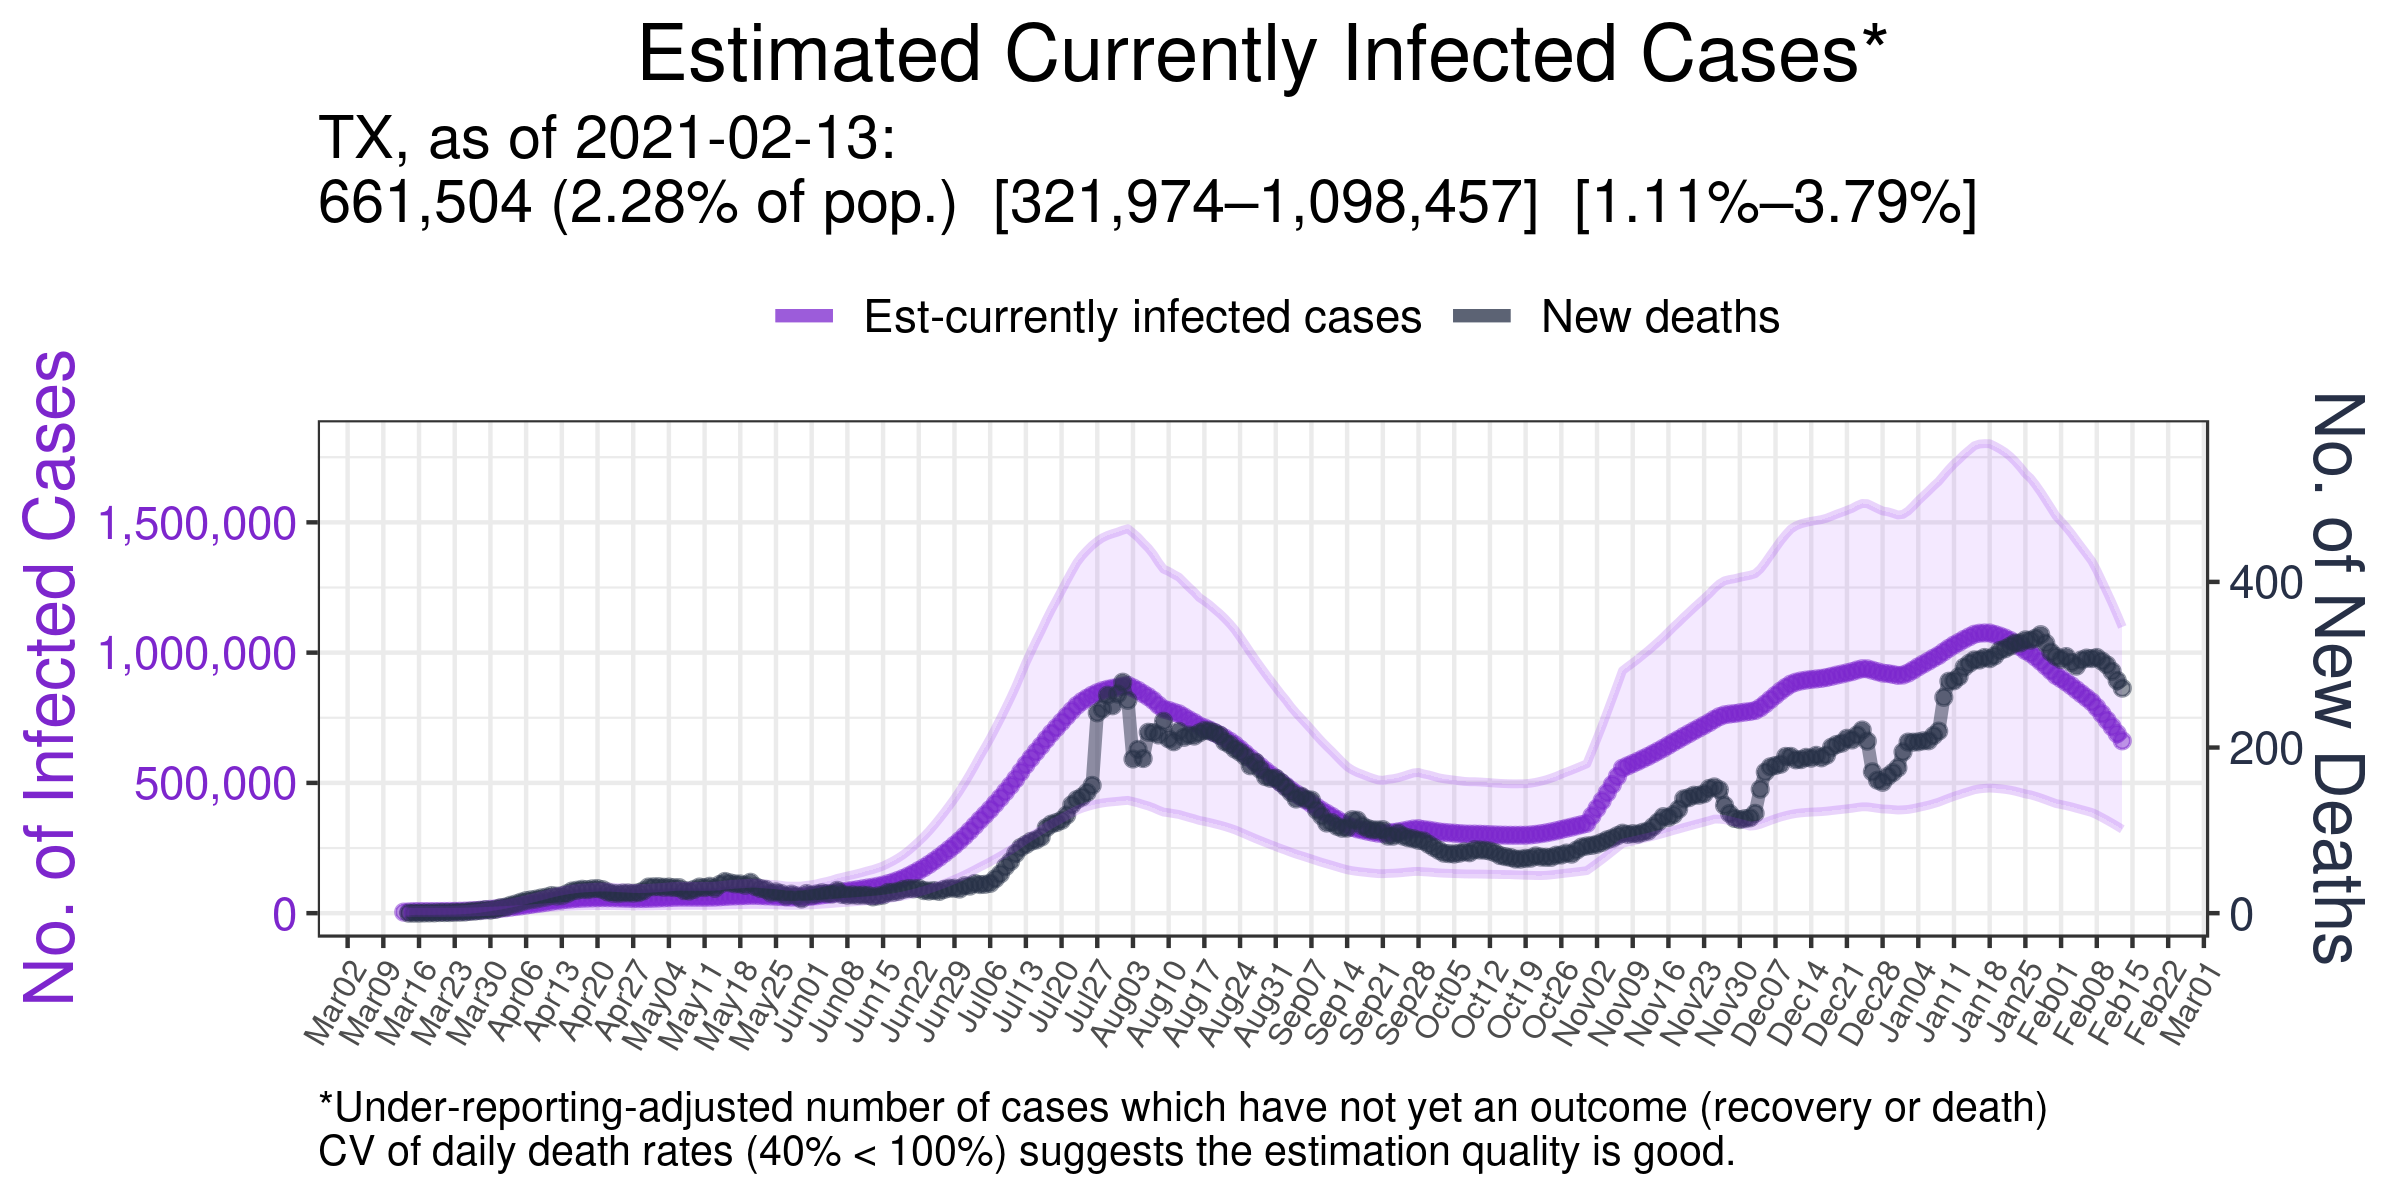 Estimated Currently Infected Cases*
TX, as of 2021-02-13:
661,504 (2.28% of pop.)  [321,974–1,098,457]  [1.11%–3.79%]
Est-currently infected cases
New deaths
No. of Infected Cases
1,500,000
1,000,000
500,000
0
No. of New Deaths
400
200
0
Mar02
Mar09
Mar16
Mar23
Mar30
Apr06
Apr13
Apr20
Apr27
May04
May11
May18
May25
Jun01
Jun08
Jun15
Jun22
Jun29
Jul06
Jul13
Jul20
Jul27
Aug03
Aug10
Aug17
Aug24
Aug31
Sep07
Sep14
Sep21
Sep28
Oct05
Oct12
Oct19
Oct26
Nov02
Nov09
Nov16
Nov23
Nov30
Dec07
Dec14
Dec21
Dec28
Jan04
Jan11
Jan18
Jan25
Feb01
Feb08
Feb15
Feb22
Mar01
*Under-reporting-adjusted number of cases which have not yet an outcome (recovery or death)
CV of daily death rates (40% < 100%) suggests the estimation quality is good.